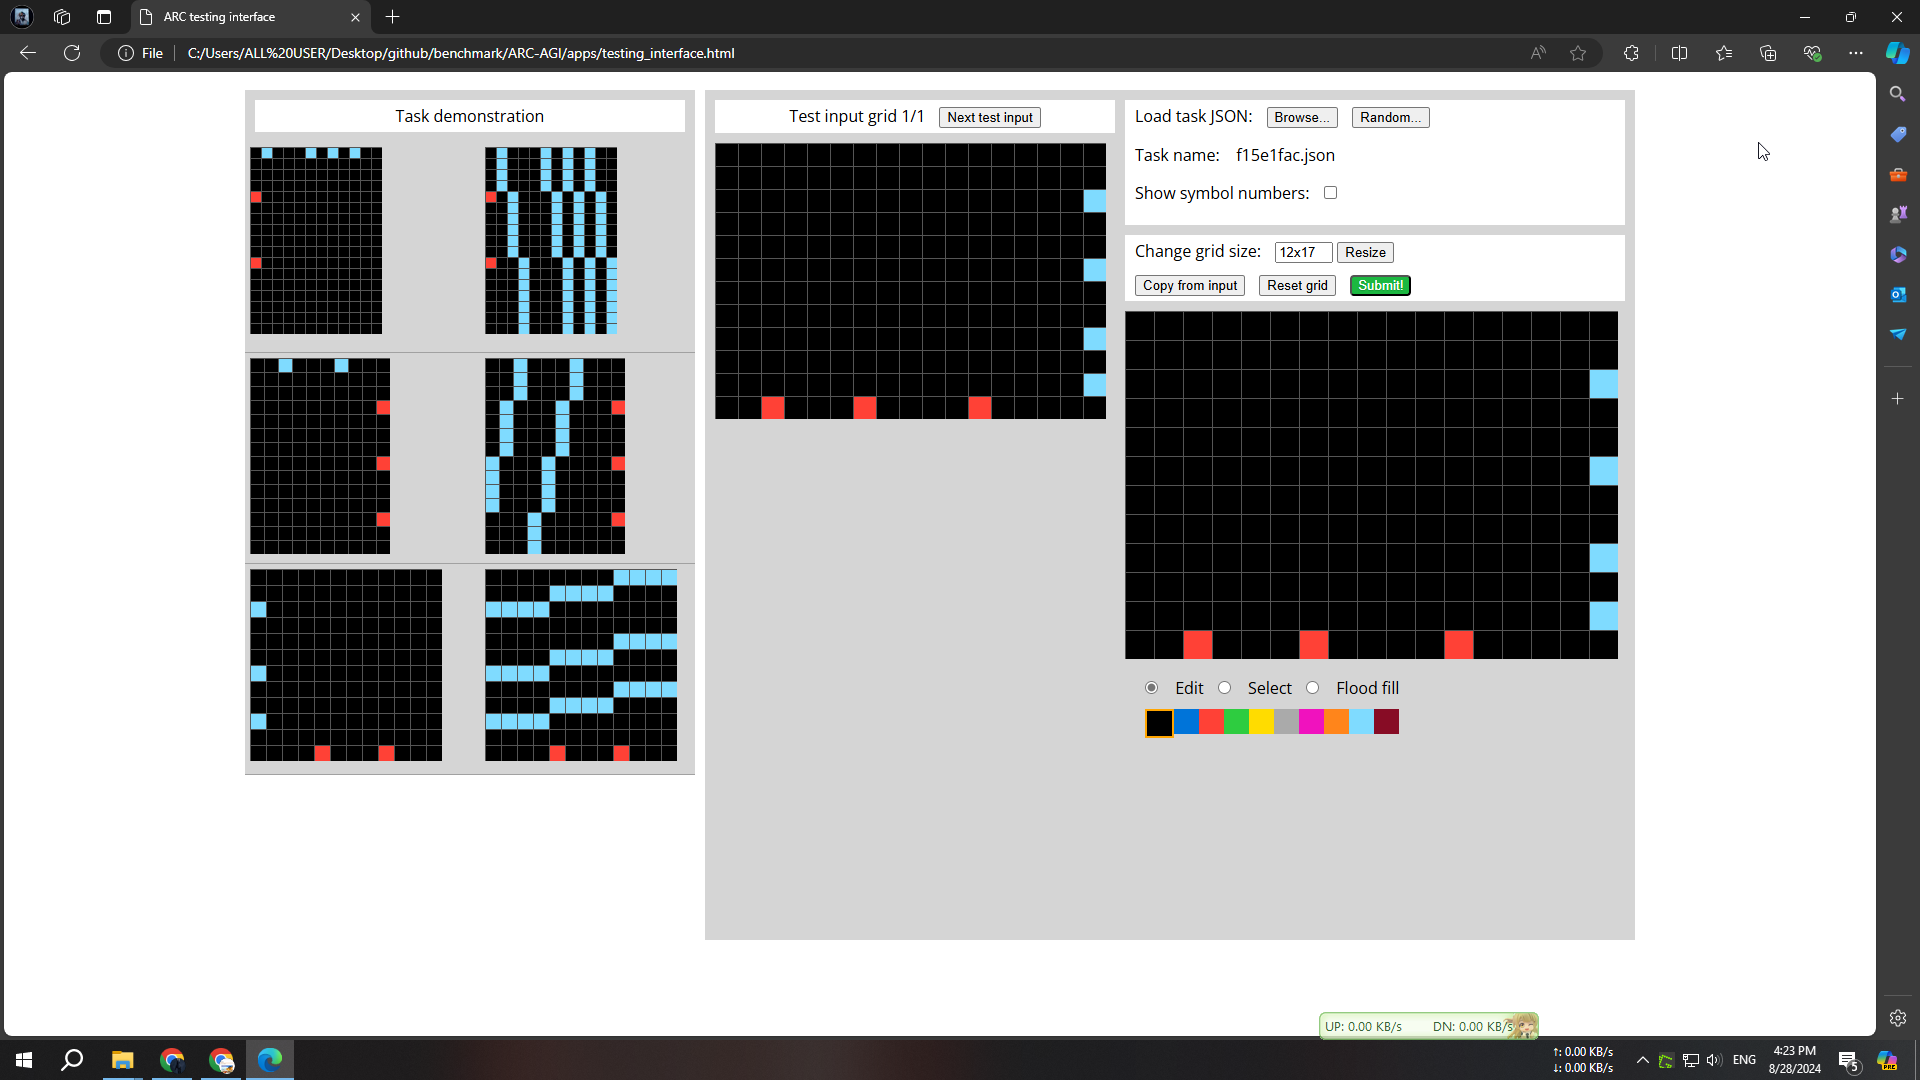 ARC testing interface
File
C:/Users/ALL%20USER/Desktop/github/benchmark/ARC-AGI/apps/testing_interface.html
Task demonstration
Test input grid 1/1
Next test input
Load task JSON:
Browse...
Random...
Task name: f15e1fac.json
Show symbol numbers:
Change grid size:
12x17
Resize
Copy from input
Reset grid
Submit!
Edit
Select
Flood fill
UP: 0.00 KB/s
DN: 0.00 KB/s
↑: 0.00 KB/s
↓: 0.00 KB/s
ENG
4:23 PM
8/28/2024
5
PRE